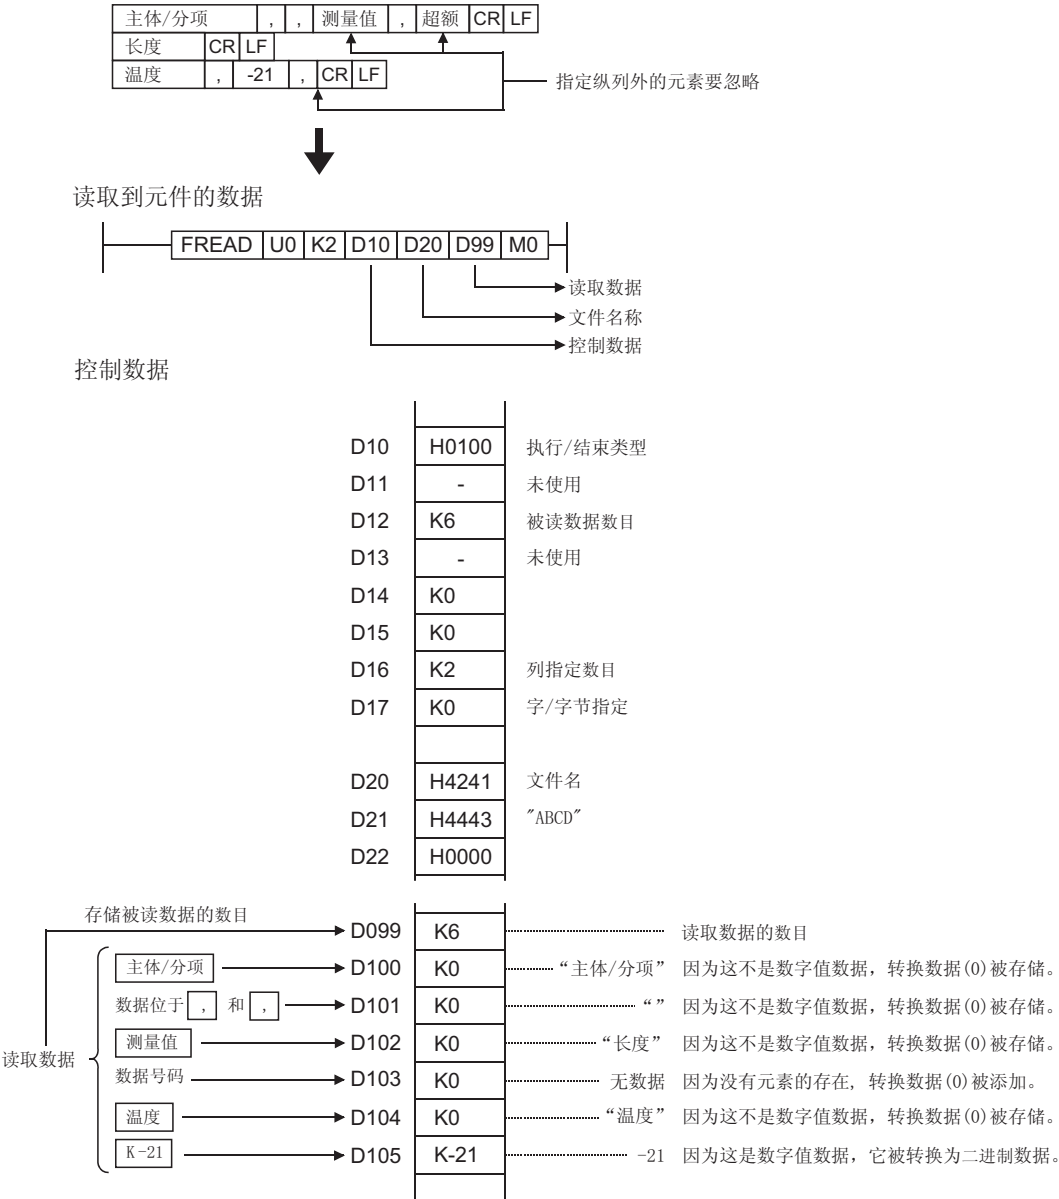 主体/分项 , , 测量值 , 超额 CR LF
长度 CR LF
温度 , -21 , CR LF
指定纵列外的元素要忽略
读取到元件的数据
FREAD U0 K2 D10 D20 D99 M0
读取数据
文件名称
控制数据
控制数据
D10 H0100 执行/结束类型
D11 - 未使用
D12 K6 被读数据数目
D13 - 未使用
D14 K0
D15 K0
D16 K2 列指定数目
D17 K0 字/字节指定
D20 H4241 文件名
D21 H4443 "ABCD"
D22 H0000
存储被读数据的数目
D099 K6 读取数据的数目
主体/分项 D100 K0 “主体/分项” 因为这不是数字值数据，转换数据(0)被存储。
数据位于 , 和 , D101 K0 “” 因为这不是数字值数据，转换数据(0)被存储。
测量值 D102 K0 “长度” 因为这不是数字值数据，转换数据(0)被存储。
读取数据
数据号码 D103 K0 无数据 因为没有元素的存在, 转换数据(0)被添加。
温度 D104 K0 “温度” 因为这不是数字值数据，转换数据(0)被存储。
K-21 D105 K-21 -21 因为这是数字值数据，它被转换为二进制数据。